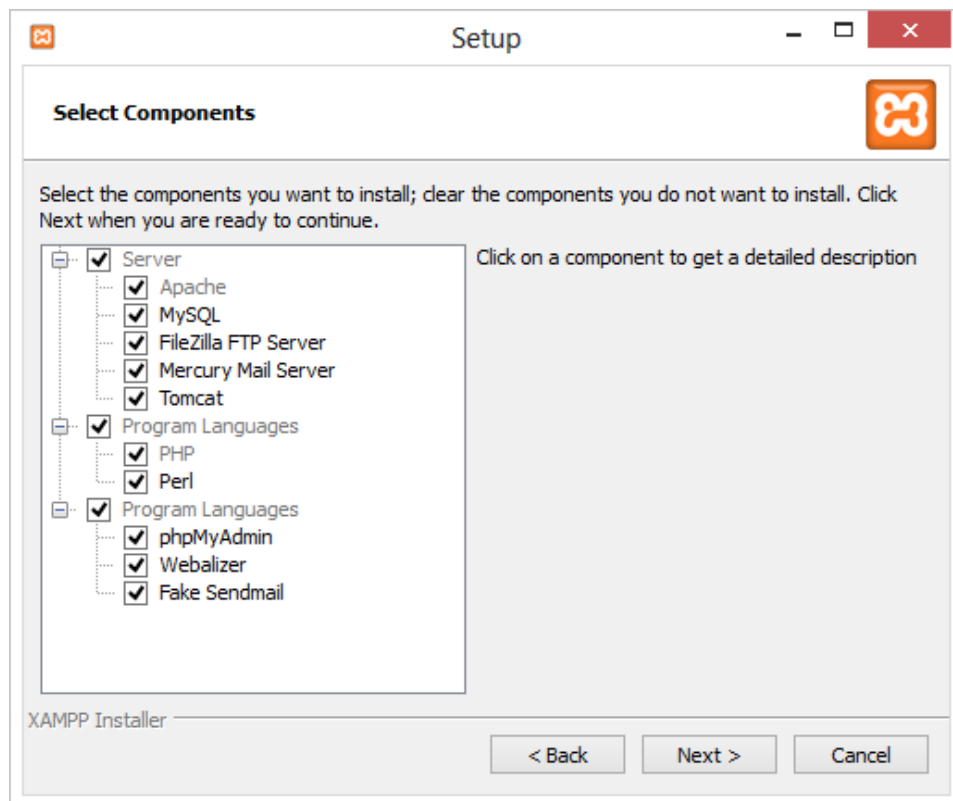 Setup
Select Components
Select the components you want to install; clear the components you do not want to install. Click
Next when you are ready to continue.
Server
Apache
MySQL
FileZilla FTP Server
Mercury Mail Server
Tomcat
Program Languages
PHP
Perl
Program Languages
phpMyAdmin
Webalizer
Fake Sendmail
Click on a component to get a detailed description
XAMPP Installer
< Back
Next >
Cancel